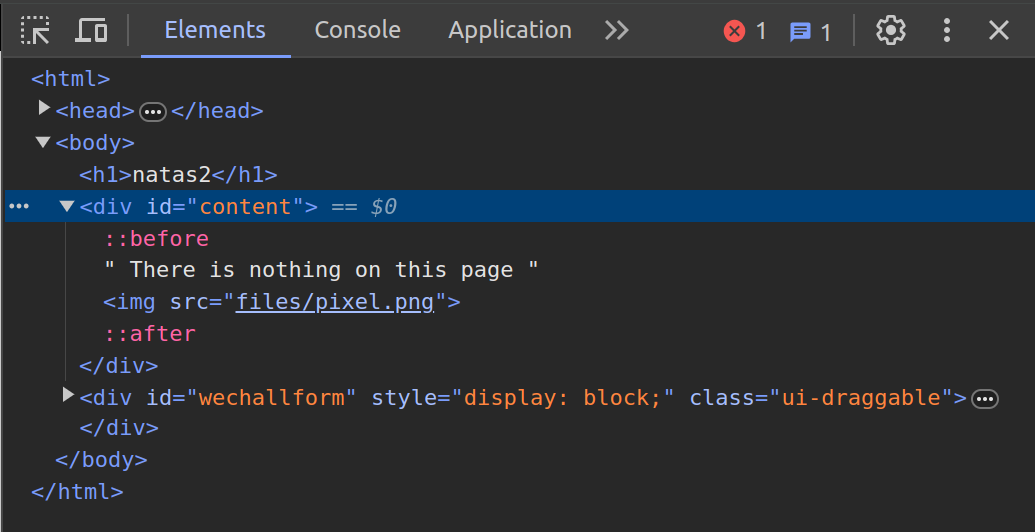 Elements Console Application 1 1
<html>
<head> </head>
<body>
<h1>natas2</h1>
<div id="content"> == $0
::before
" There is nothing on this page "
<img src="files/pixel.png">
::after
</div>
<div id="wechallform" style="display: block;" class="ui-draggable">
</div>
</body>
</html>